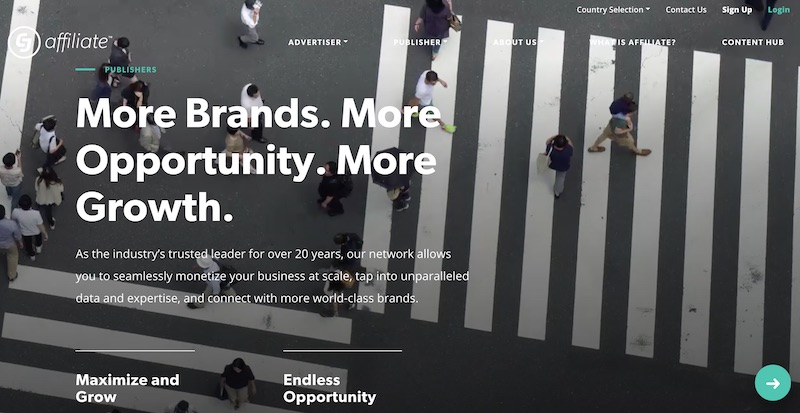 Country Selection Contact Us Sign Up Login
CJ affiliate™
ADVERTISER PUBLISHER ABOUT US WHAT IS AFFILIATE? CONTENT HUB
PUBLISHERS
More Brands. More
Opportunity. More
Growth.
As the industry's trusted leader for over 20 years, our network allows
you to seamlessly monetize your business at scale, tap into unparalleled
data and expertise, and connect with more world-class brands.
Maximize and
Grow
Endless
Opportunity